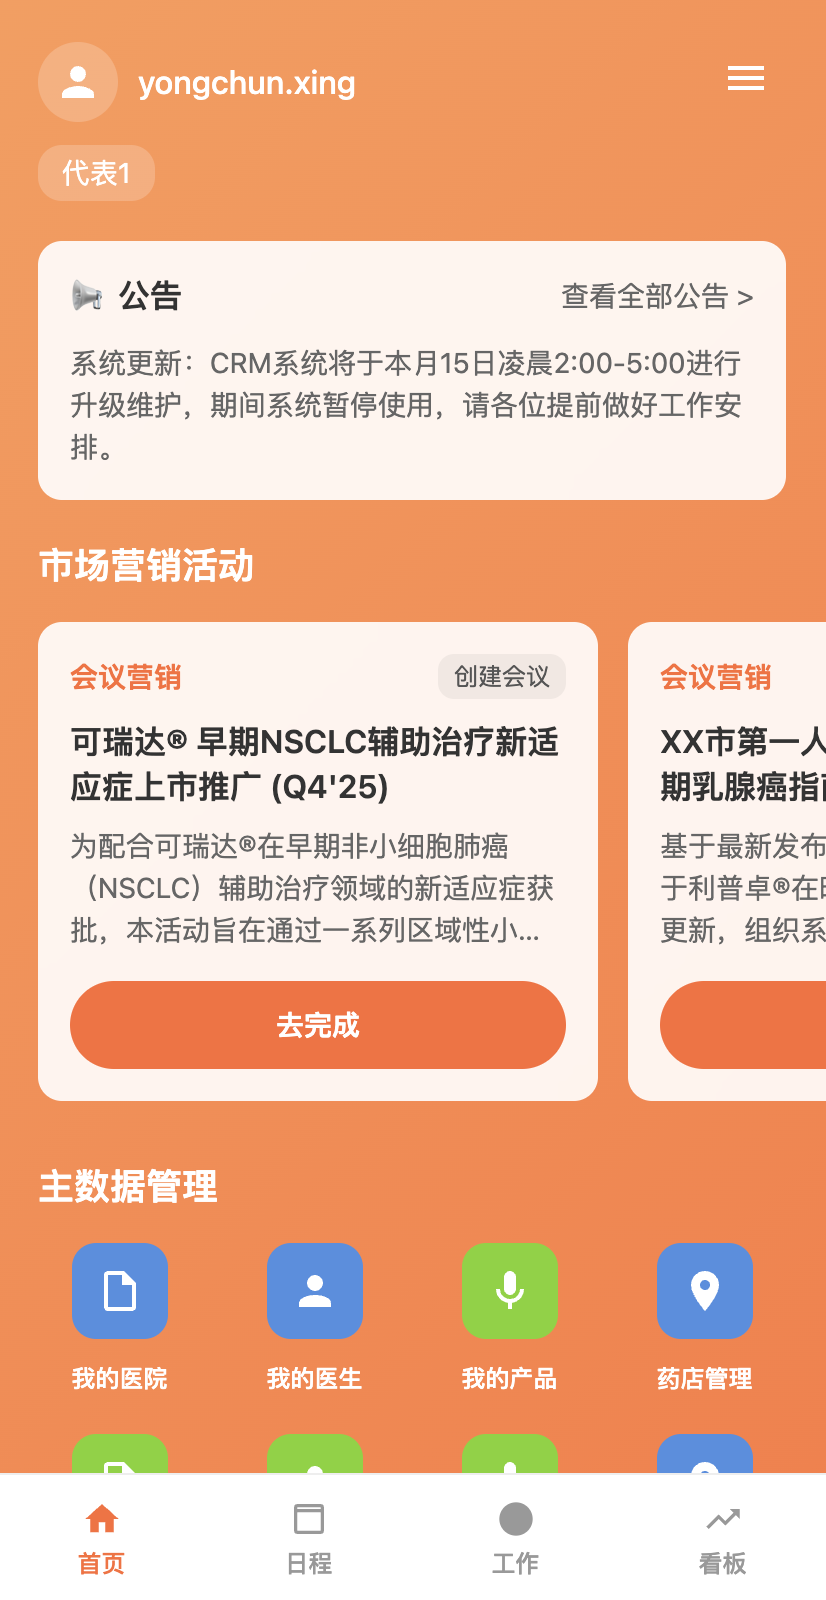 yongchun.xing
代表1
公告
查看全部公告 >
系统更新：CRM系统将于本月15日凌晨2:00-5:00进行
升级维护，期间系统暂停使用，请各位提前做好工作安
排。
市场营销活动
会议营销
创建会议
可瑞达® 早期NSCLC辅助治疗新适
应症上市推广 (Q4'25)
为配合可瑞达®在早期非小细胞肺癌
（NSCLC）辅助治疗领域的新适应症获
批，本活动旨在通过一系列区域性小...
去完成
会议营销
XX市第一人
期乳腺癌指
基于最新发布
于利普卓®在
更新，组织系
主数据管理
我的医院
我的医生
我的产品
药店管理
首页
日程
工作
看板